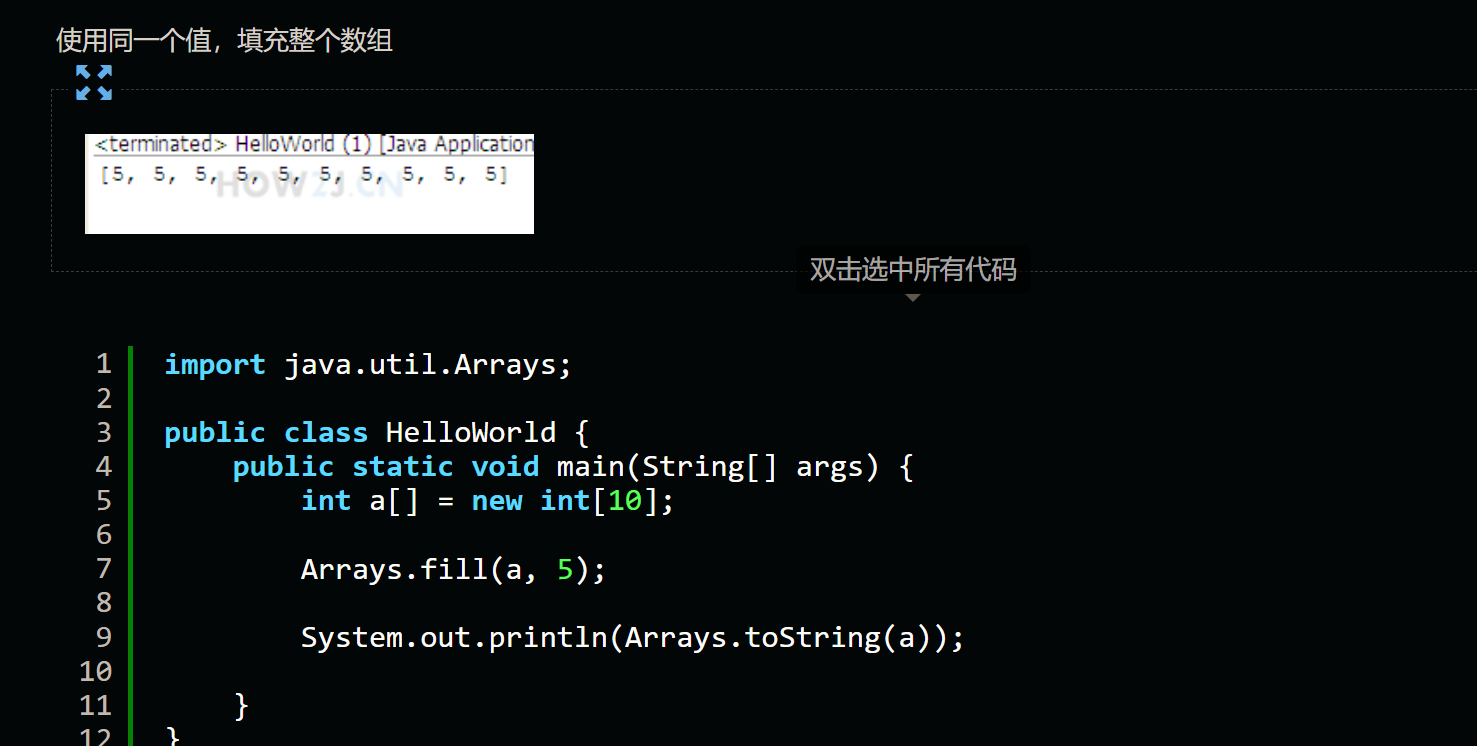 使用同一个值，填充整个数组
<terminated> HelloWorld (1) [Java Application
[5, 5, 5, 5, 5, 5, 5, 5, 5, 5]
HOW2J.CN
双击选中所有代码
1 import java.util.Arrays;
2
3 public class HelloWorld {
4     public static void main(String[] args) {
5         int a[] = new int[10];
6
7         Arrays.fill(a, 5);
8
9         System.out.println(Arrays.toString(a));
10
11     }
12 }